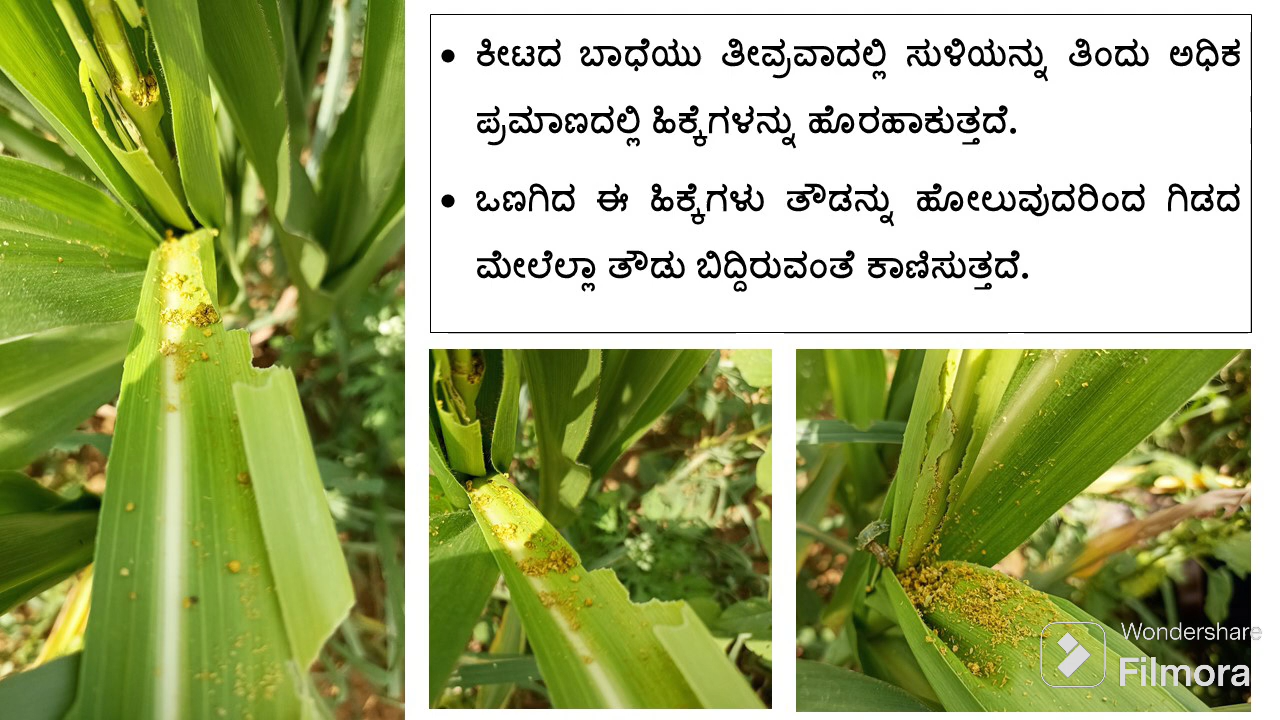 • ಕೀಟದ ಬಾಧೆಯು ತೀವ್ರವಾದಲ್ಲಿ ಸುಳಿಯನ್ನು ತಿಂದು ಅಧಿಕ
ಪ್ರಮಾಣದಲ್ಲಿ ಹಿಕ್ಕೆಗಳನ್ನು ಹೊರಹಾಕುತ್ತದೆ.
• ಒಣಗಿದ ಈ ಹಿಕ್ಕೆಗಳು ತೌಡನ್ನು ಹೋಲುವುದರಿಂದ ಗಿಡದ
ಮೇಲೆಲ್ಲಾ ತೌಡು ಬಿದ್ದಿರುವಂತೆ ಕಾಣಿಸುತ್ತದೆ.
Wondershare
Filmora